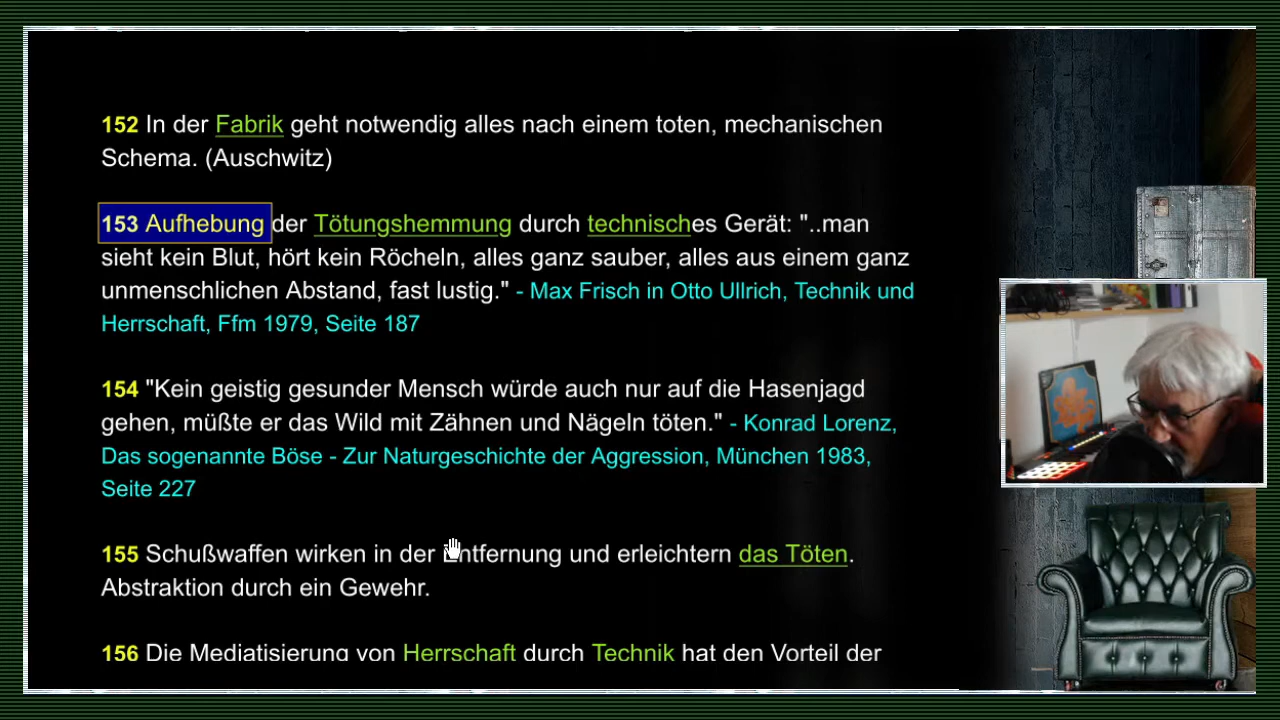 152 In der Fabrik geht notwendig alles nach einem toten, mechanischen
Schema. (Auschwitz)
153 Aufhebung der Tötungshemmung durch technisches Gerät: "..man
sieht kein Blut, hört kein Röcheln, alles ganz sauber, alles aus einem ganz
unmenschlichen Abstand, fast lustig." - Max Frisch in Otto Ullrich, Technik und
Herrschaft, Ffm 1979, Seite 187
154 "Kein geistig gesunder Mensch würde auch nur auf die Hasenjagd
gehen, müßte er das Wild mit Zähnen und Nägeln töten." - Konrad Lorenz,
Das sogenannte Böse - Zur Naturgeschichte der Aggression, München 1983,
Seite 227
155 Schußwaffen wirken in der Entfernung und erleichtern das Töten.
Abstraktion durch ein Gewehr.
156 Die Mediatisierung von Herrschaft durch Technik hat den Vorteil der